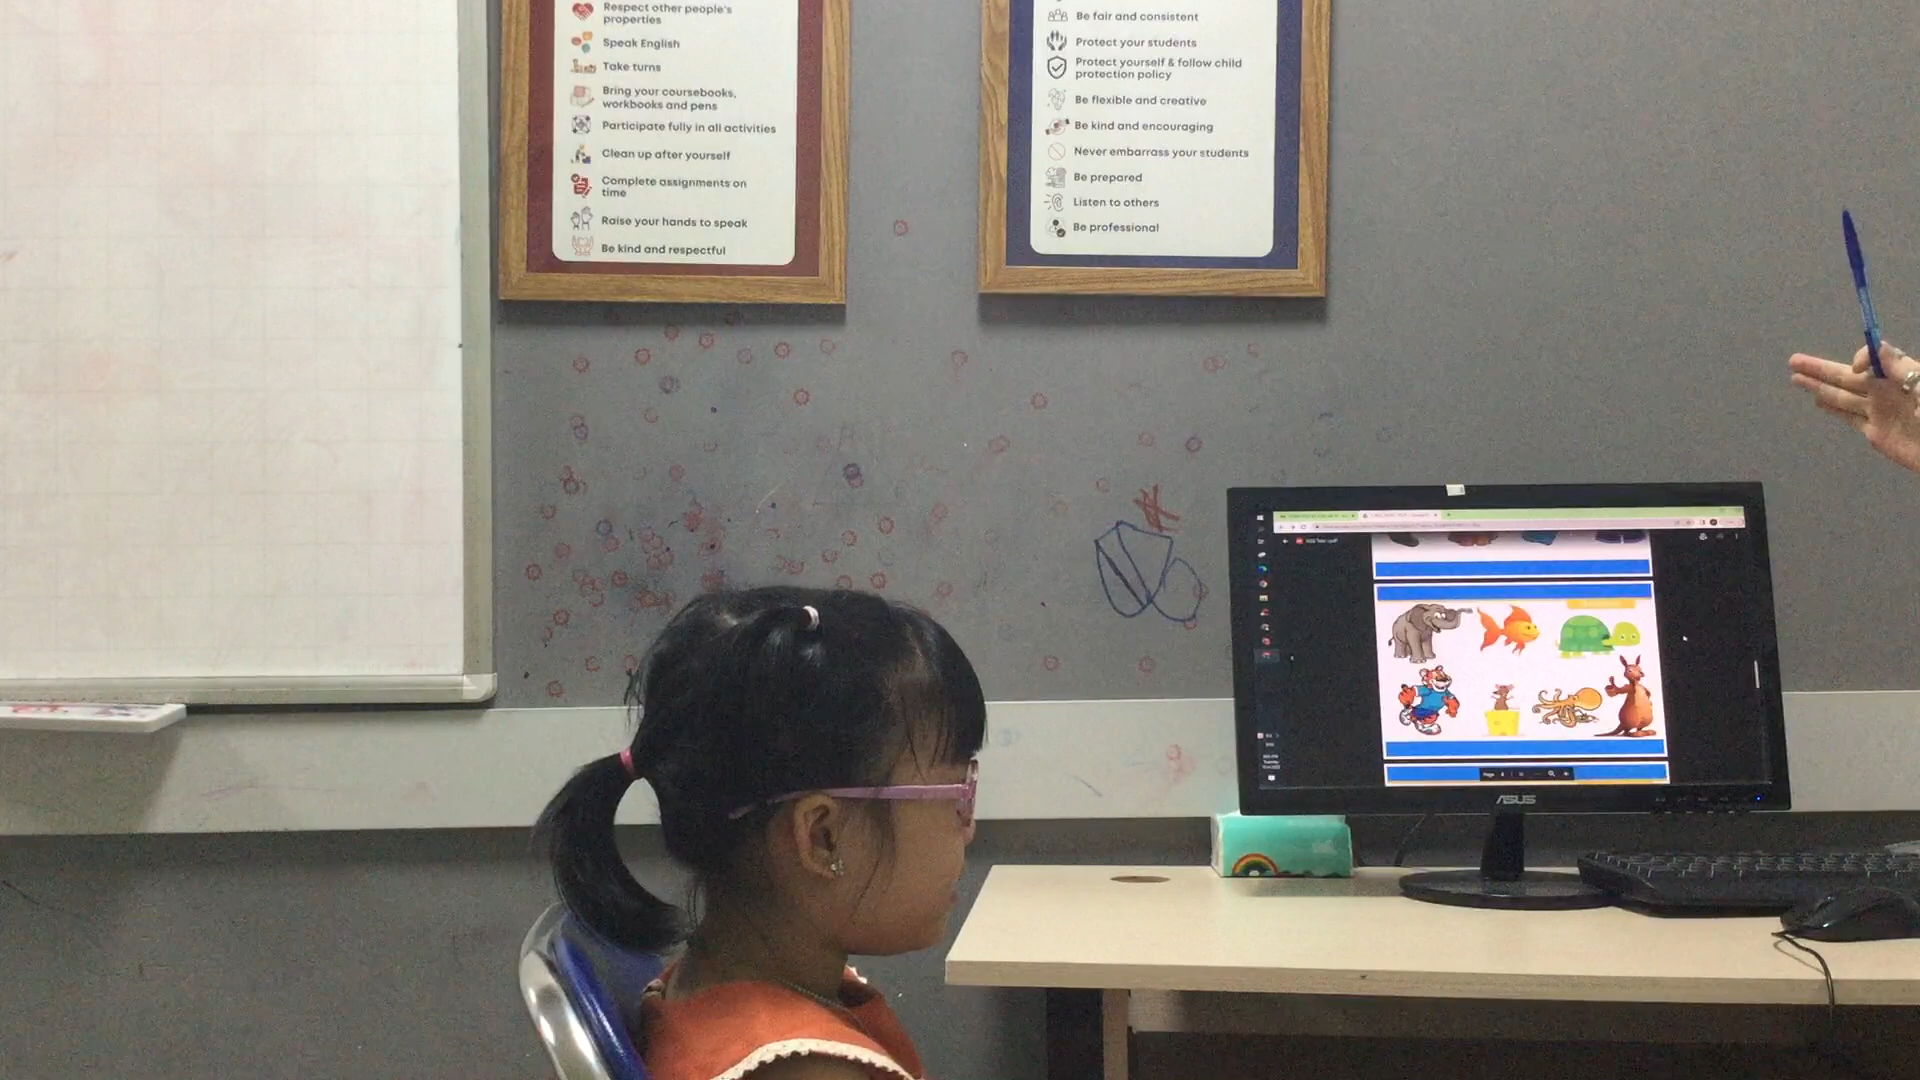 Respect other people's
properties
Speak English
Take turns
Bring your coursebooks,
workbooks and pens
Participate fully in all activities
Clean up after yourself
Complete assignments on
time
Raise your hands to speak
Be kind and respectful
Be fair and consistent
Protect your students
Protect yourself & follow child
protection policy
Be flexible and creative
Be kind and encouraging
Never embarrass your students
Be prepared
Listen to others
Be professional
Page
ASUS